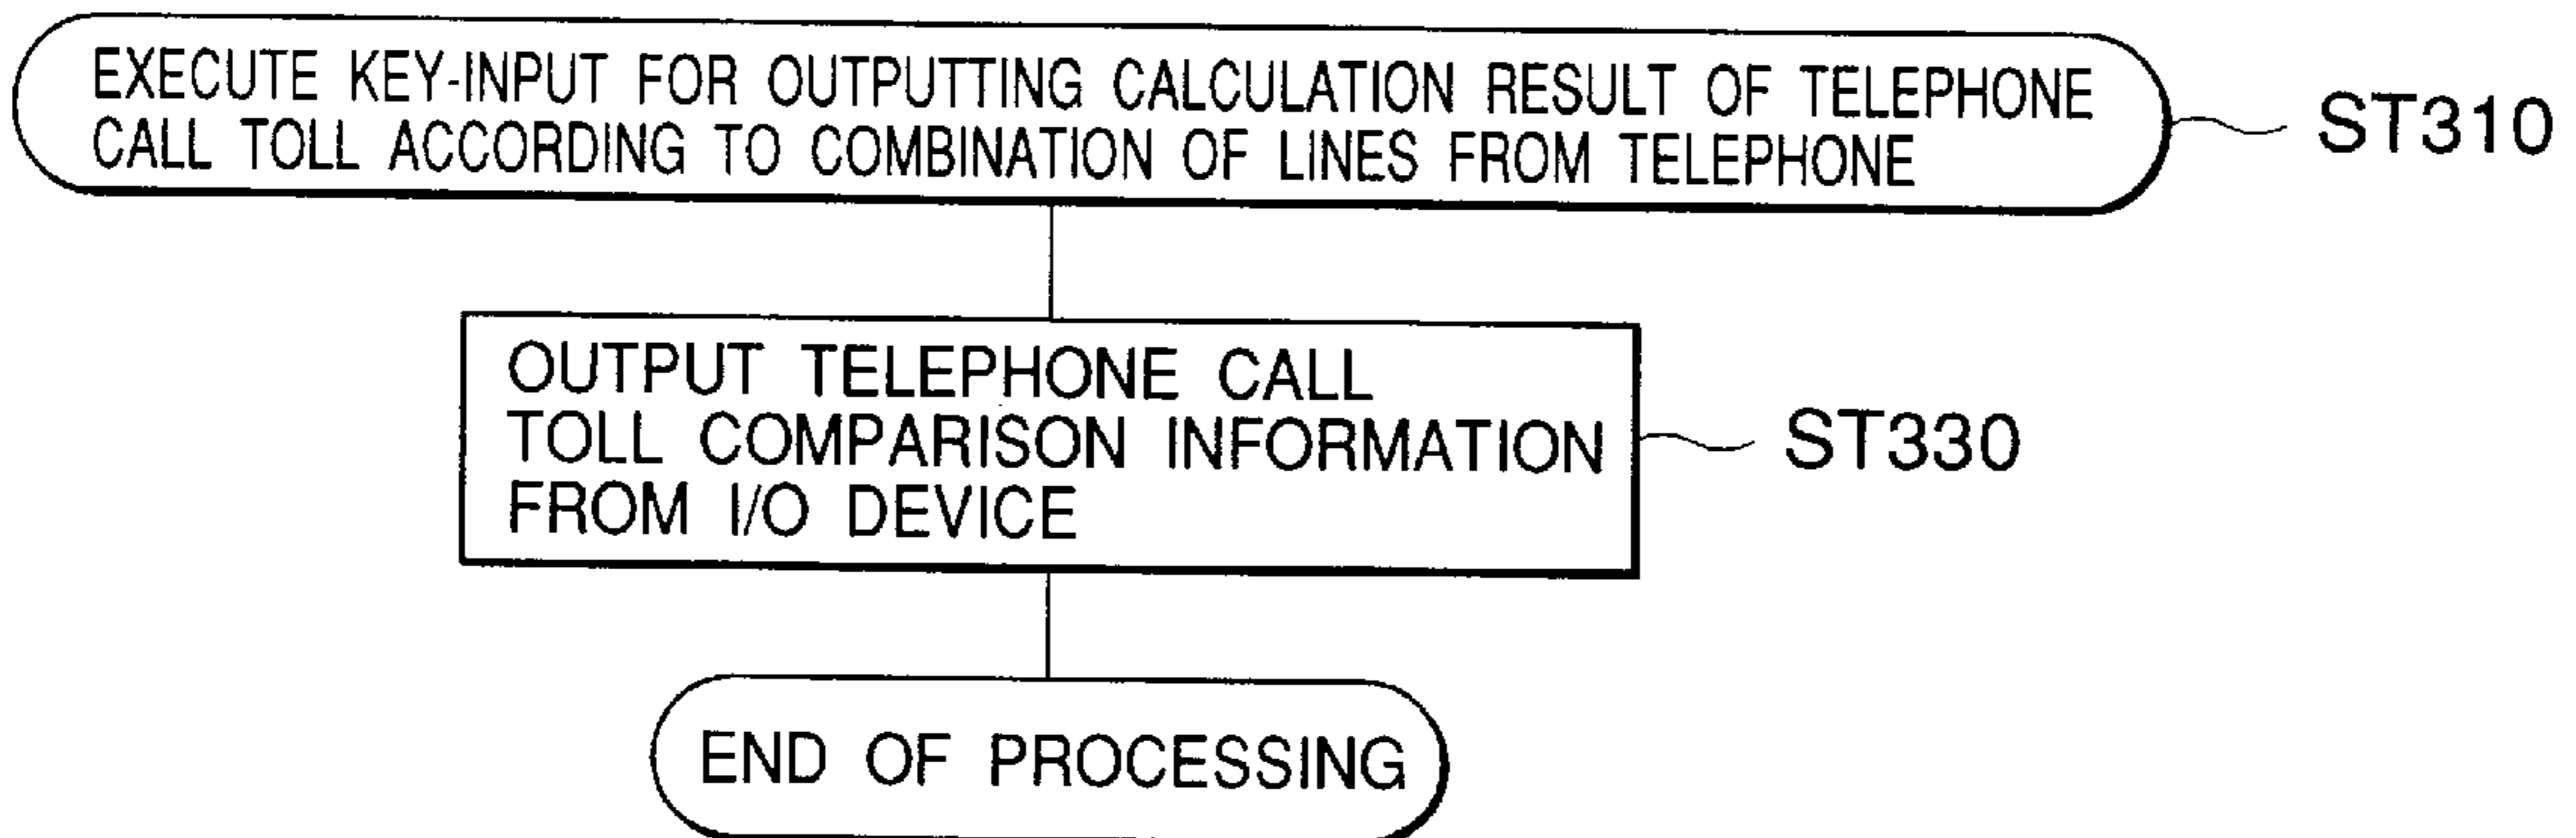 EXECUTE KEY-INPUT FOR OUTPUTTING CALCULATION RESULT OF TELEPHONE
CALL TOLL ACCORDING TO COMBINATION OF LINES FROM TELEPHONE
ST310
OUTPUT TELEPHONE CALL
TOLL COMPARISON INFORMATION
FROM I/O DEVICE
ST330
END OF PROCESSING